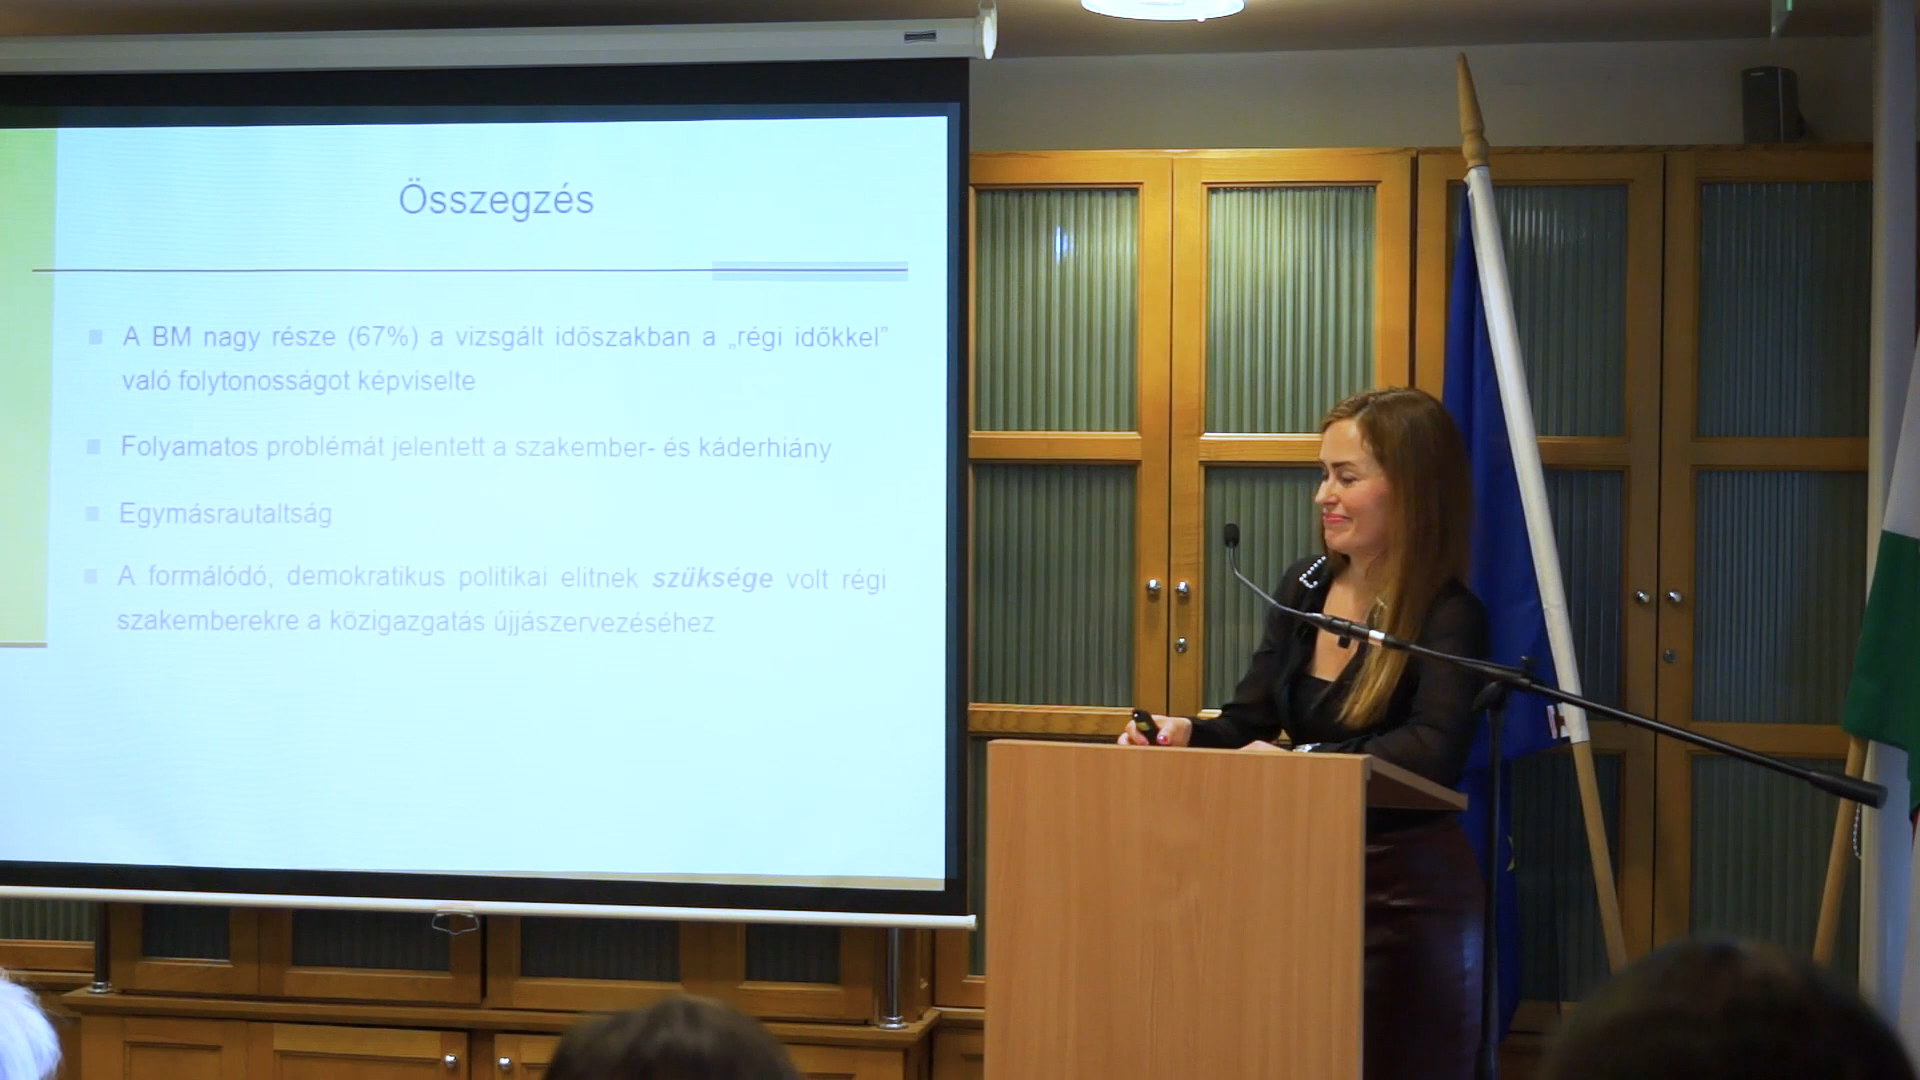 Összegzés
A BM nagy része (67%) a vizsgált időszakban a „régi időkkel”
való folytonosságot képviselte
Folyamatos problémát jelentett a szakember- és káderhiány
Egymásrautaltság
A formálódó, demokratikus politikai elitnek szüksége volt régi
szakemberekre a közigazgatás újjászervezéséhez